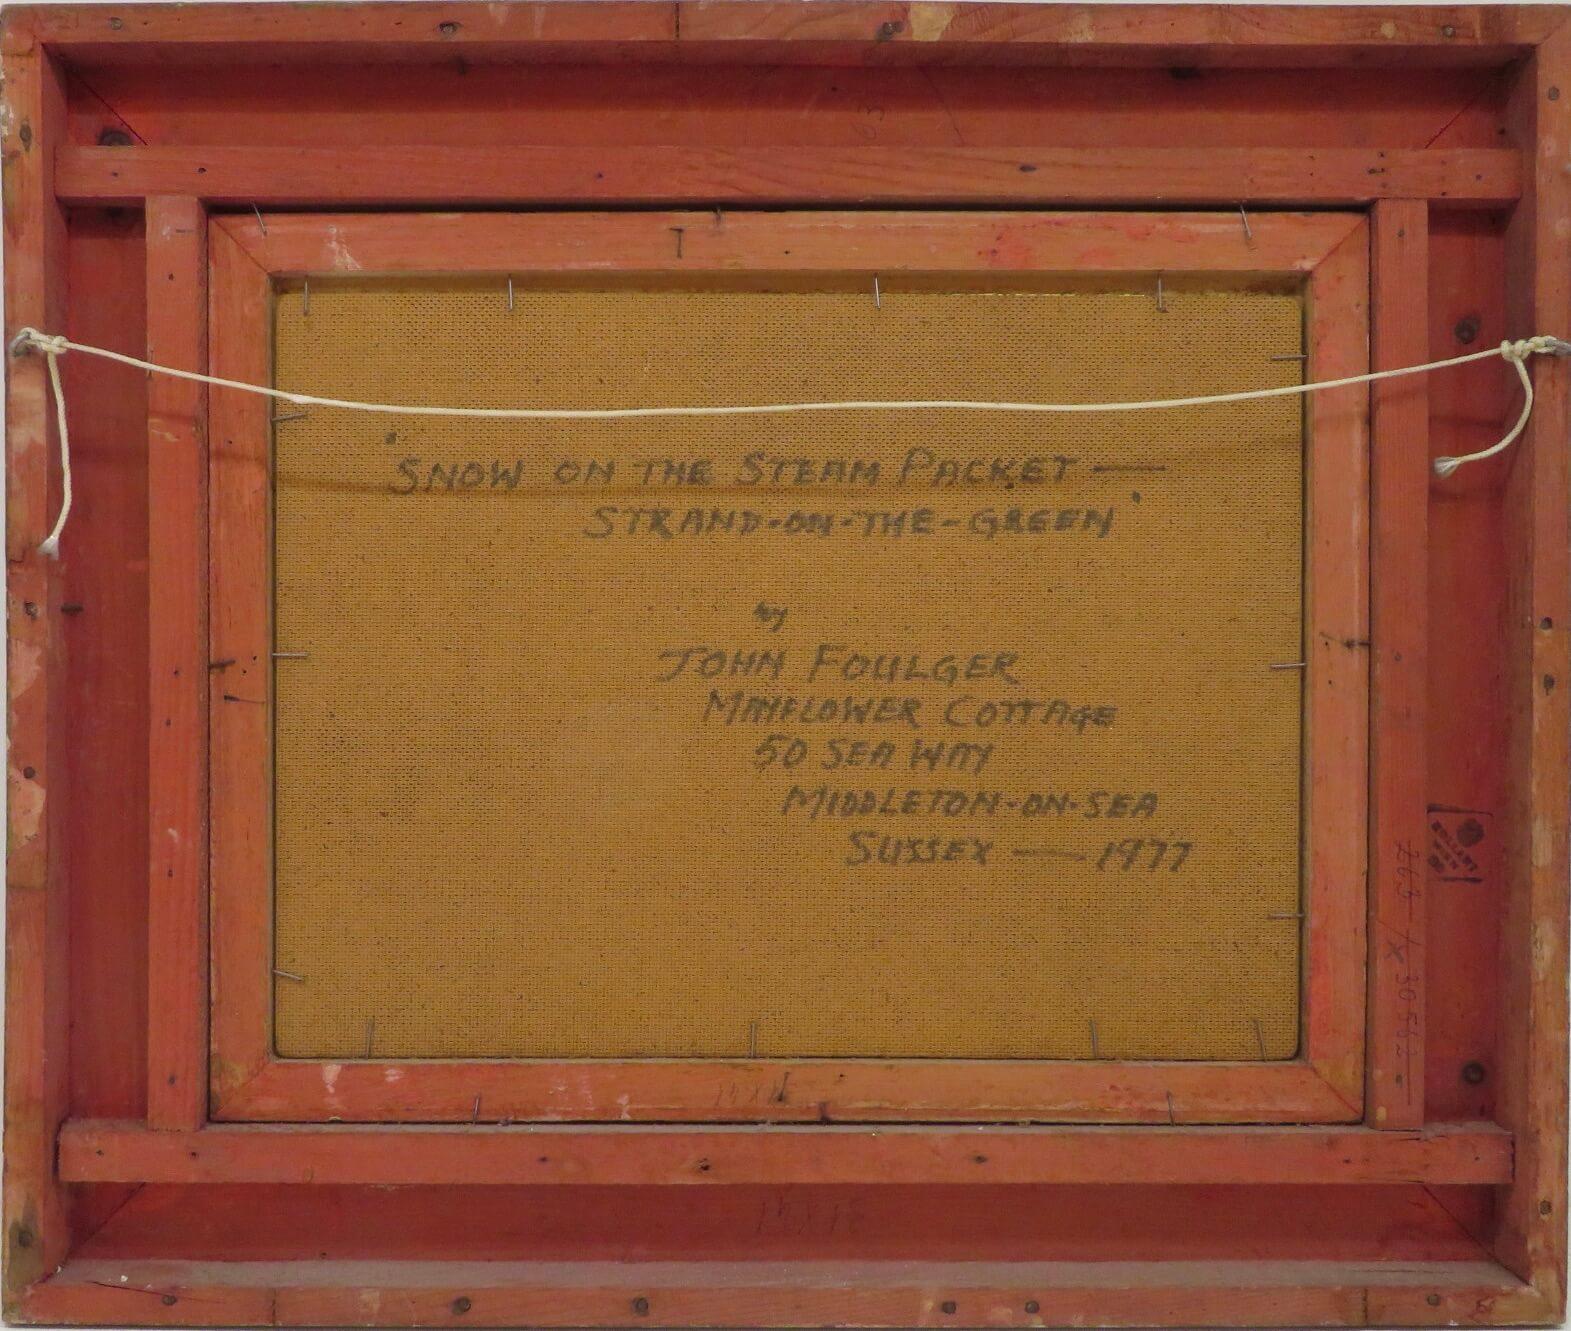 'SNOW ON THE STEAM PACKET —
STRAND-ON-THE-GREEN'
by
JOHN FOULGER
MAYFLOWER COTTAGE
50 SEA WAY
MIDDLETON-ON-SEA
SUSSEX — 1977
T
63